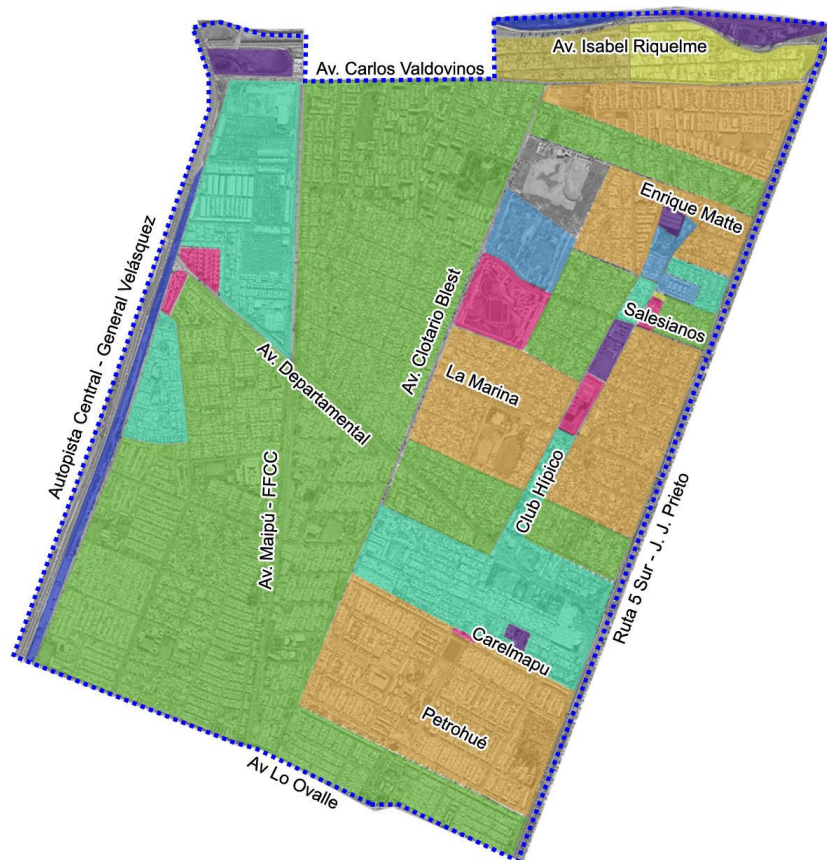 Av. Isabel Riquelme
Av. Carlos Valdovinos
Enrique Matte
Autopista Central - General Velásquez
Av. Clotario Blest
Salesianos
Av. Departamental
La Marina
Av. Maipú - FFCC
Club Hípico
Ruta 5 Sur - J. J. Prieto
Carelmapu
Petrohué
Av Lo Ovalle